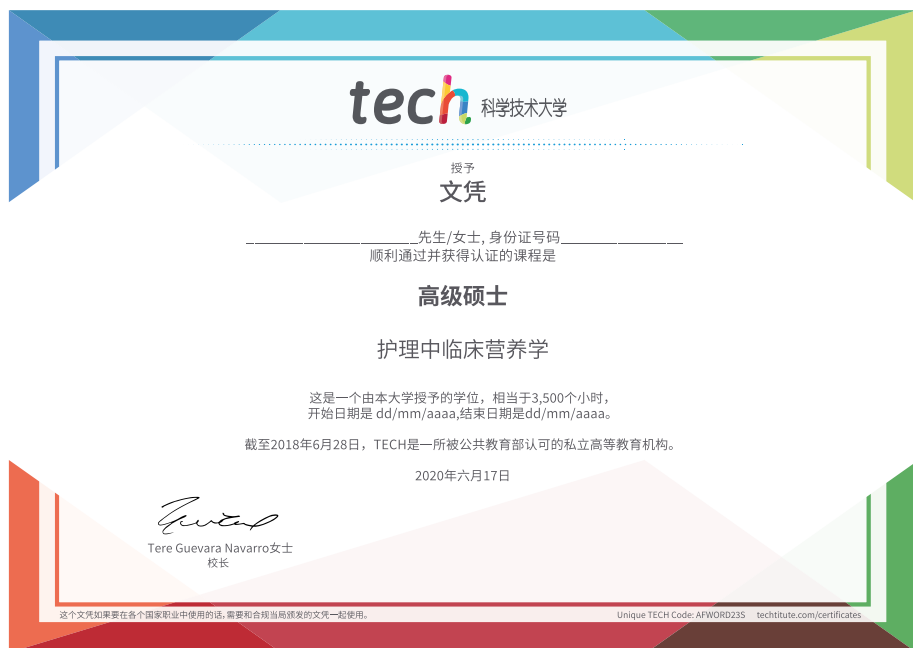 tech 科学技术大学
授予
文凭
______________________先生/女士, 身份证号码________________
顺利通过并获得认证的课程是
高级硕士
护理中临床营养学
这是一个由本大学授予的学位，相当于3,500个小时，
开始日期是 dd/mm/aaaa,结束日期是dd/mm/aaaa。
截至2018年6月28日，TECH是一所被公共教育部认可的私立高等教育机构。
2020年六月17日
Tere Guevara Navarro女士
校长
这个文凭如果要在各个国家职业中使用的话,需要和合规当局颁发的文凭一起使用。
Unique TECH Code: AFWORD23S techtitute.com/certificates